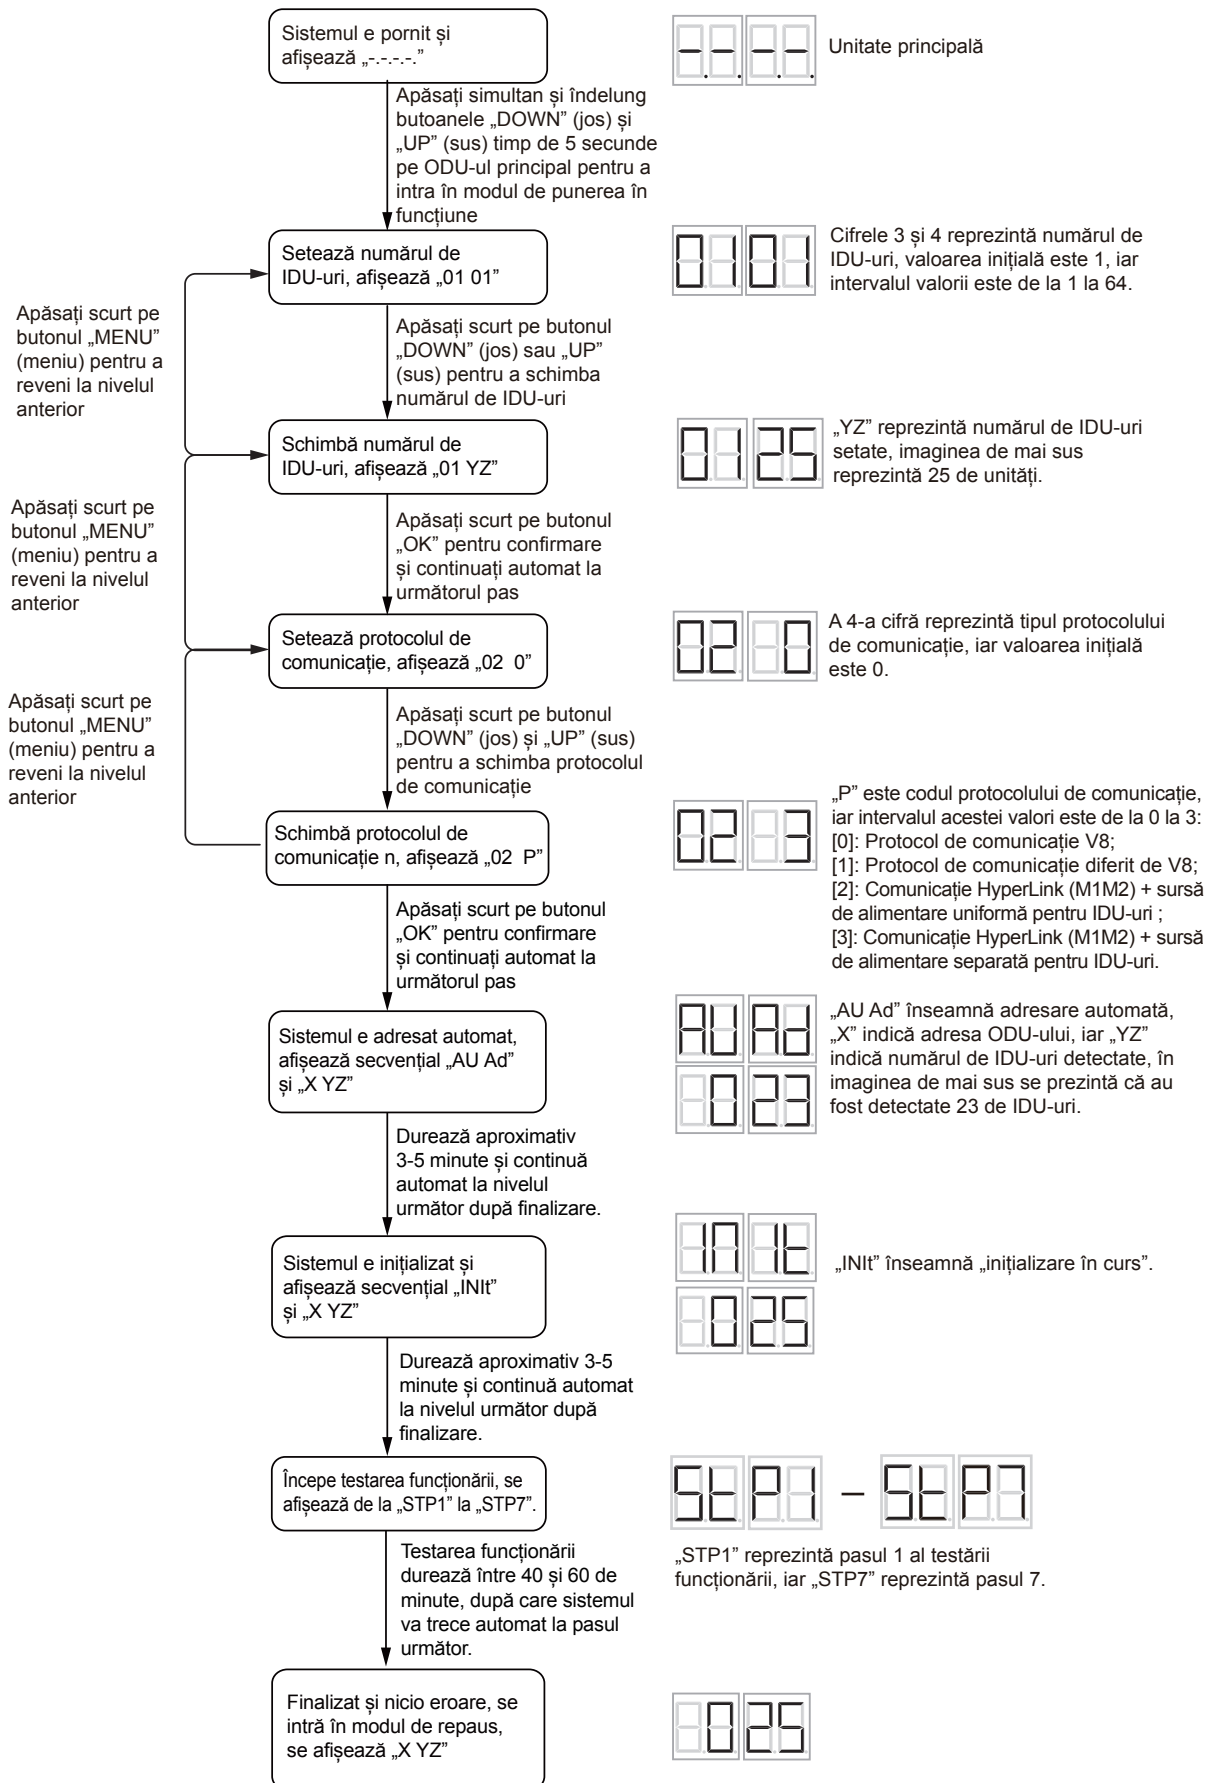 Sistemul e pornit și
afișează „-.-.-.-.”
Unitate principală
Apăsați simultan și îndelung
butoanele „DOWN” (jos) și
„UP” (sus) timp de 5 secunde
pe ODU-ul principal pentru a
intra în modul de punerea în
funcțiune
Setează numărul de
IDU-uri, afișează „01 01”
0101
Cifrele 3 și 4 reprezintă numărul de
IDU-uri, valoarea inițială este 1, iar
intervalul valorii este de la 1 la 64.
Apăsați scurt pe
butonul „MENU”
(meniu) pentru a
reveni la nivelul
anterior
Apăsați scurt pe butonul
„DOWN” (jos) sau „UP”
(sus) pentru a schimba
numărul de IDU-uri
Schimbă numărul de
IDU-uri, afișează „01 YZ”
0125
„YZ” reprezintă numărul de IDU-uri
setate, imaginea de mai sus
reprezintă 25 de unități.
Apăsați scurt pe
butonul „MENU”
(meniu) pentru a
reveni la nivelul
anterior
Apăsați scurt pe butonul
„OK” pentru confirmare
și continuați automat la
următorul pas
Setează protocolul de
comunicație, afișează „02  0”
02 0
A 4-a cifră reprezintă tipul protocolului
de comunicație, iar valoarea inițială
este 0.
Apăsați scurt pe
butonul „MENU”
(meniu) pentru a
reveni la nivelul
anterior
Apăsați scurt pe butonul
„DOWN” (jos) și „UP” (sus)
pentru a schimba protocolul
de comunicație
Schimbă protocolul de
comunicație n, afișează „02  P”
02 3
„P” este codul protocolului de comunicație,
iar intervalul acestei valori este de la 0 la 3:
[0]: Protocol de comunicație V8;
[1]: Protocol de comunicație diferit de V8;
[2]: Comunicație HyperLink (M1M2) + sursă
de alimentare uniformă pentru IDU-uri ;
[3]: Comunicație HyperLink (M1M2) + sursă
de alimentare separată pentru IDU-uri.
Apăsați scurt pe butonul
„OK” pentru confirmare
și continuați automat la
următorul pas
Sistemul e adresat automat,
afișează secvențial „AU Ad”
și „X YZ”
AUAd
023
„AU Ad” înseamnă adresare automată,
„X” indică adresa ODU-ului, iar „YZ”
indică numărul de IDU-uri detectate, în
imaginea de mai sus se prezintă că au
fost detectate 23 de IDU-uri.
Durează aproximativ
3-5 minute și continuă
automat la nivelul
următor după finalizare.
Sistemul e inițializat și
afișează secvențial „INIt”
și „X YZ”
INIt
025
„INIt” înseamnă „inițializare în curs”.
Durează aproximativ 3-5
minute și continuă automat
la nivelul următor după
finalizare.
Începe testarea funcționării, se
afișează de la „STP1” la „STP7”.
StP1 – StP7
„STP1” reprezintă pasul 1 al testării
funcționării, iar „STP7” reprezintă pasul 7.
Testarea funcționării
durează între 40 și 60 de
minute, după care sistemul
va trece automat la pasul
următor.
Finalizat și nicio eroare, se
intră în modul de repaus,
se afișează „X YZ”
025